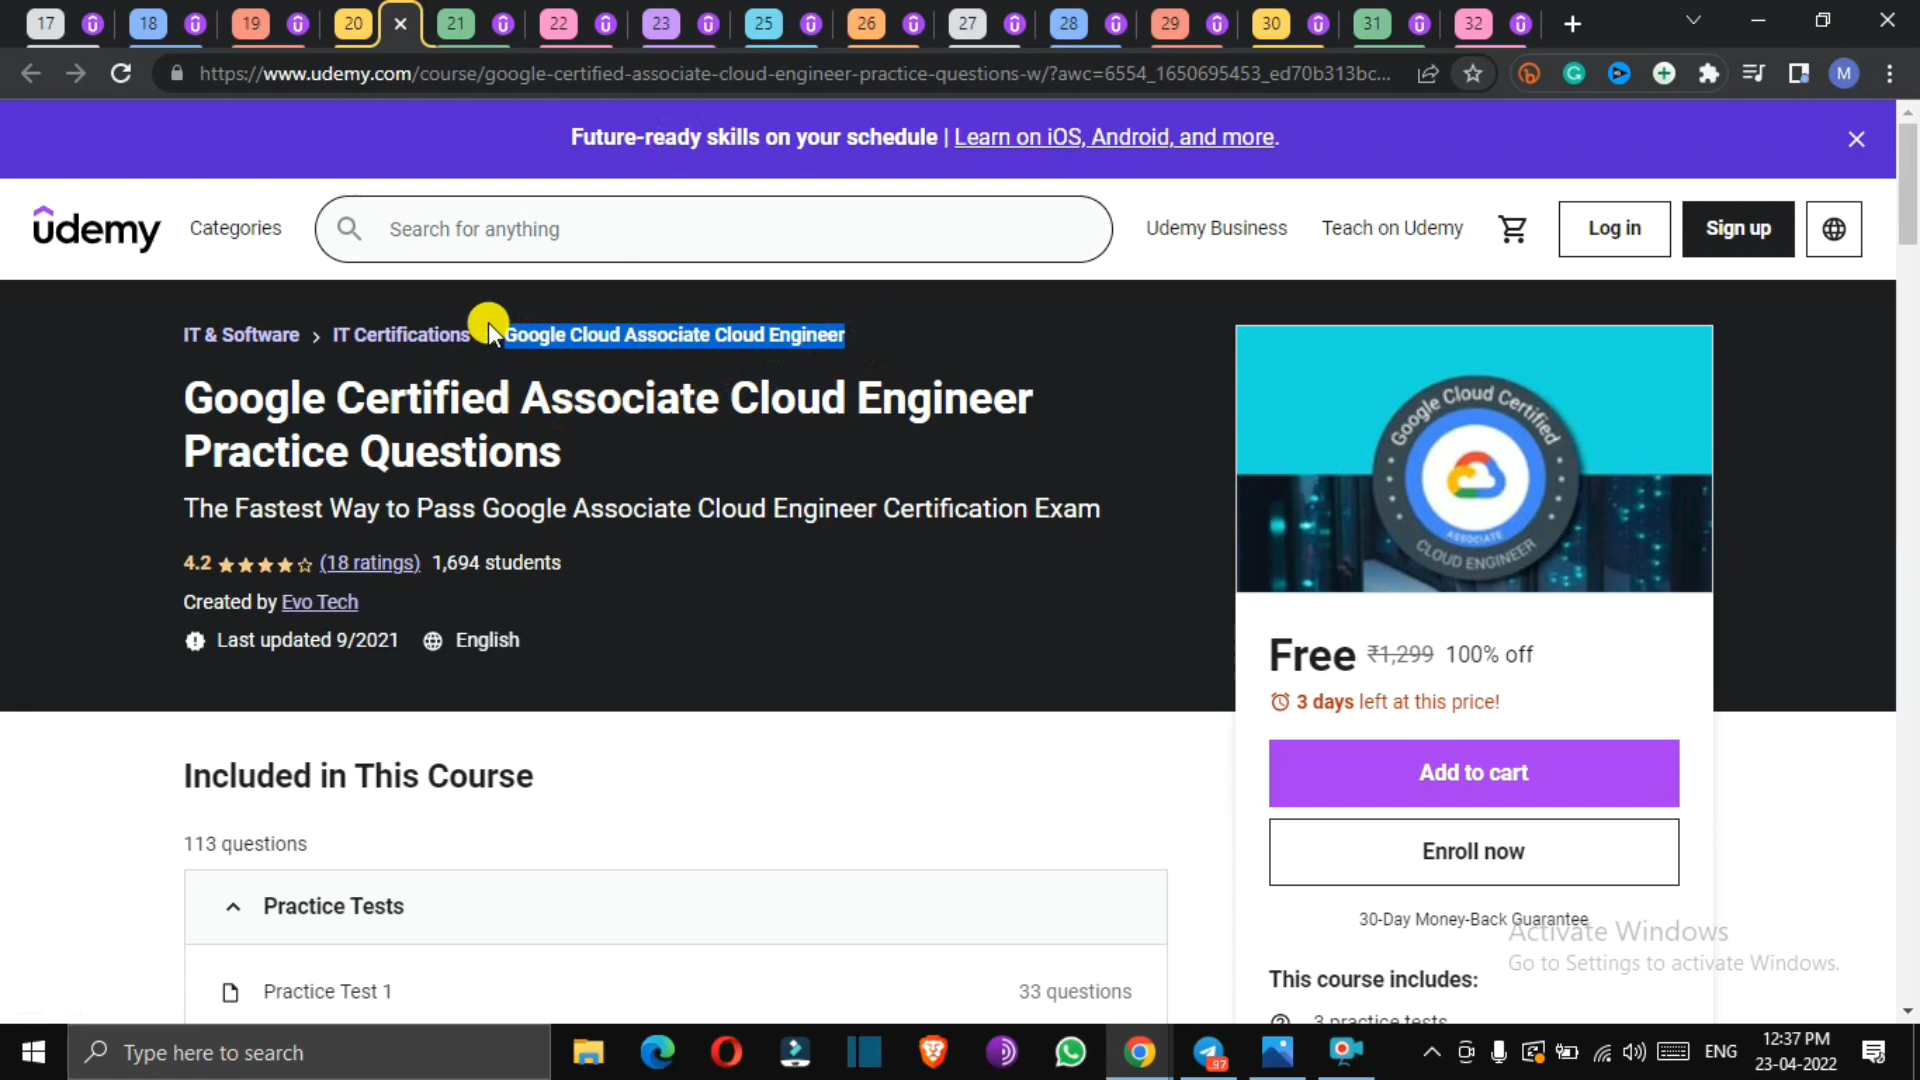 17 18 19 20 21 22 23 25 26 27 28 29 30 31 32
https://www.udemy.com/course/google-certified-associate-cloud-engineer-practice-questions-w/?awc=6554_1650695453_ed70b313bc...
M
Future-ready skills on your schedule | Learn on iOS, Android, and more.
udemy Categories Search for anything Udemy Business Teach on Udemy Log in Sign up
IT & Software > IT Certifications Google Cloud Associate Cloud Engineer
Google Certified Associate Cloud Engineer
Practice Questions
The Fastest Way to Pass Google Associate Cloud Engineer Certification Exam
4.2 (18 ratings) 1,694 students
Created by Evo Tech
Last updated 9/2021 English
Google Cloud Certified
ASSOCIATE
CLOUD ENGINEER
Free ₹1,299 100% off
3 days left at this price!
Add to cart
Enroll now
30-Day Money-Back Guarantee
This course includes:
3 practice tests
Included in This Course
113 questions
Practice Tests
Practice Test 1 33 questions
Activate Windows
Go to Settings to activate Windows.
Type here to search
97
ENG
12:37 PM
23-04-2022